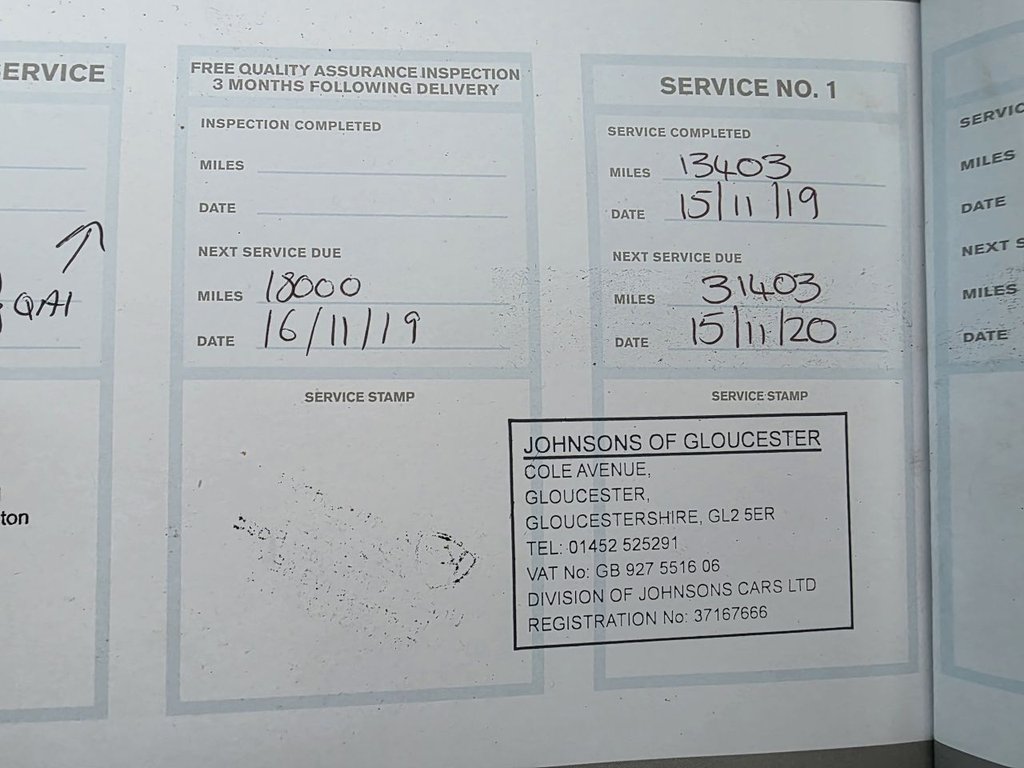 ERVICE
QAI
ton
FREE QUALITY ASSURANCE INSPECTION
3 MONTHS FOLLOWING DELIVERY
INSPECTION COMPLETED
MILES
DATE
NEXT SERVICE DUE
MILES 18000
DATE 16/11/19
SERVICE STAMP
SERVICE NO. 1
SERVICE COMPLETED
MILES 13403
DATE 15/11/19
NEXT SERVICE DUE
MILES 31403
DATE 15/11/20
SERVICE STAMP
JOHNSONS OF GLOUCESTER
COLE AVENUE,
GLOUCESTER,
GLOUCESTERSHIRE, GL2 5ER
TEL: 01452 525291
VAT No: GB 927 5516 06
DIVISION OF JOHNSONS CARS LTD
REGISTRATION No: 37167666
SERVIC
MILES
DATE
NEXT S
MILES
DATE